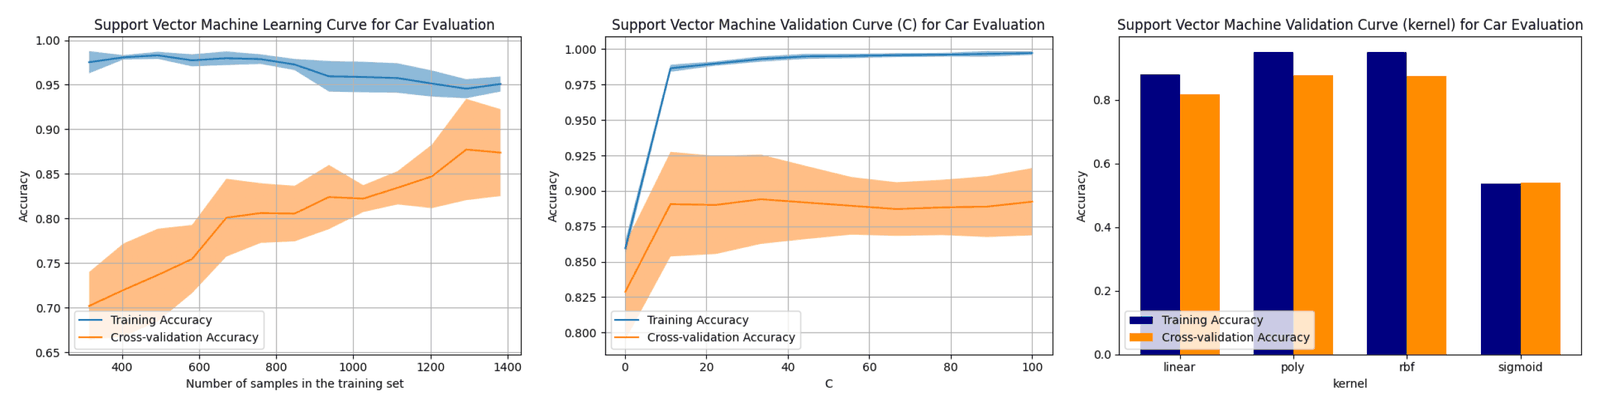 Support Vector Machine Learning Curve for Car Evaluation
1.00
0.95
0.90
0.85
0.80
0.75
0.70
0.65
Accuracy
Training Accuracy
Cross-validation Accuracy
400 600 800 1000 1200 1400
Number of samples in the training set
Support Vector Machine Validation Curve (C) for Car Evaluation
1.000
0.975
0.950
0.925
0.900
0.875
0.850
0.825
0.800
Accuracy
Training Accuracy
Cross-validation Accuracy
0 20 40 60 80 100
C
Support Vector Machine Validation Curve (kernel) for Car Evaluation
0.8
0.6
0.4
0.2
0.0
Accuracy
Training Accuracy
Cross-validation Accuracy
linear poly rbf sigmoid
kernel